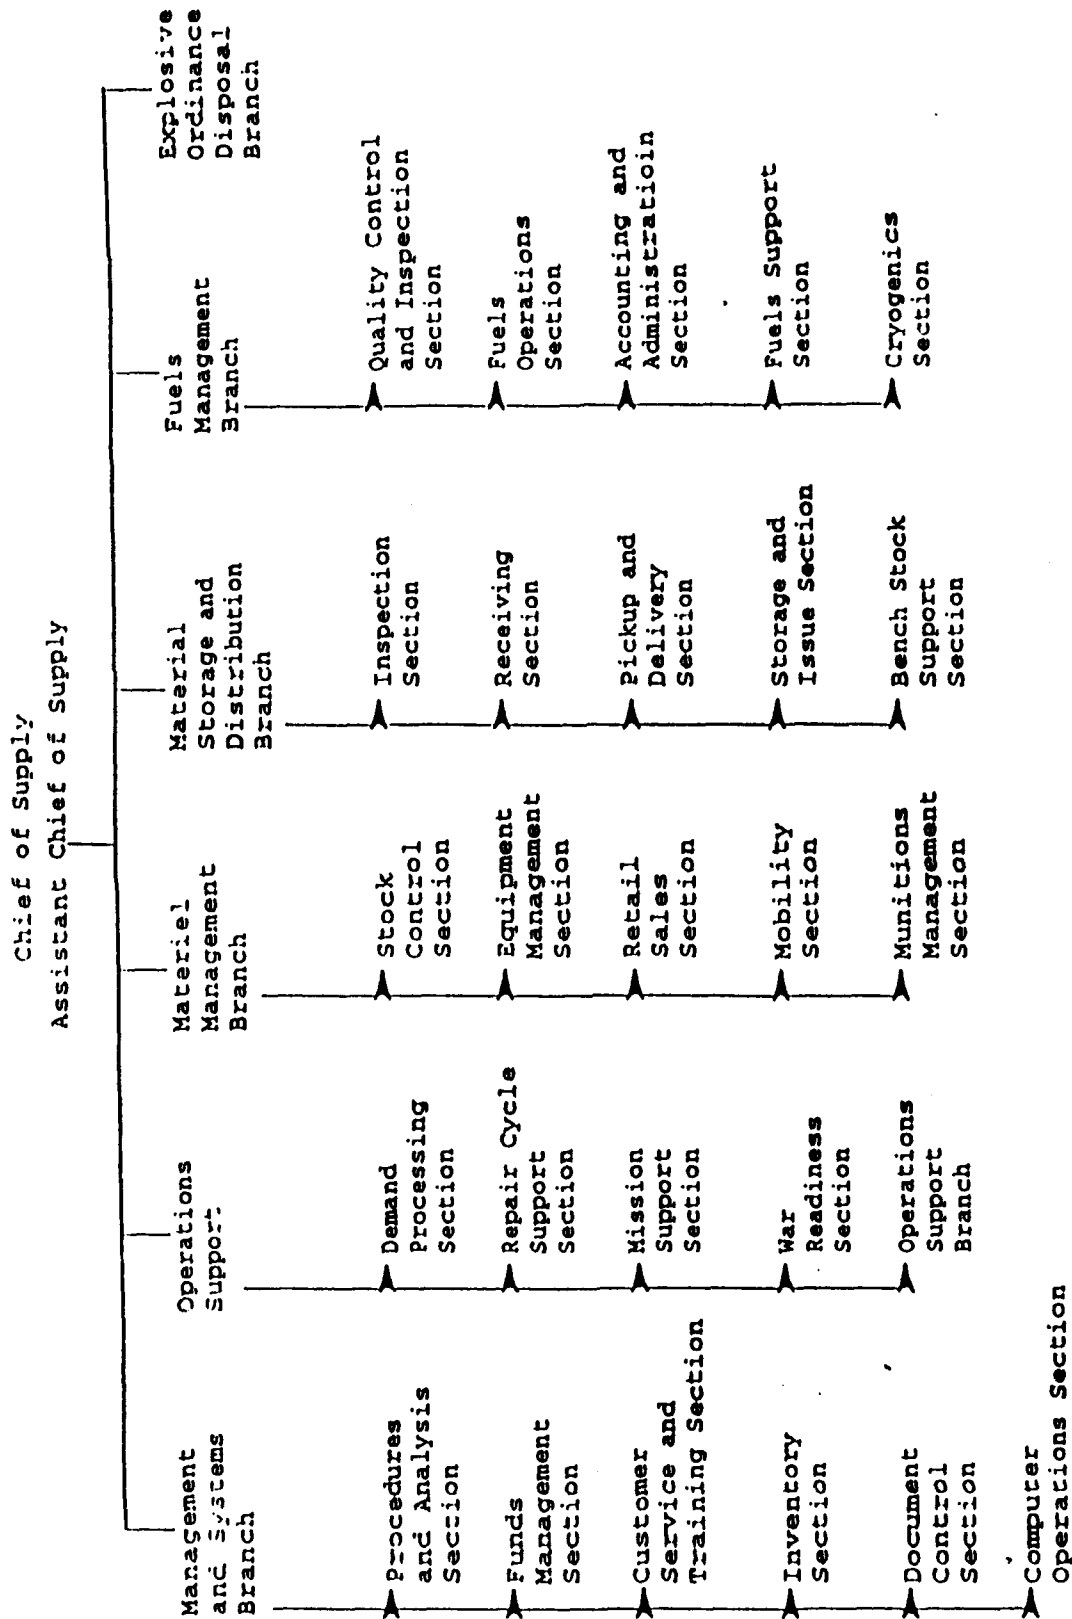 Chief of Supply
Assistant Chief of Supply
Management
and Systems
Branch
Procedures
and Analysis
Section
Funds
Management
Section
Customer
Service and
Training Section
Inventory
Section
Document
Control
Section
Computer
Operations Section
Operations
Support
Demand
Processing
Section
Repair Cycle
Support
Section
Mission
Support
Section
War
Readiness
Section
Operations
Support
Branch
Materiel
Management
Branch
Stock
Control
Section
Equipment
Management
Section
Retail
Sales
Section
Mobility
Section
Munitions
Management
Section
Material
Storage and
Distribution
Branch
Inspection
Section
Receiving
Section
Pickup and
Delivery
Section
Storage and
Issue Section
Bench Stock
Support
Section
Fuels
Management
Branch
Quality Control
and Inspection
Section
Fuels
Operations
Section
Accounting and
Administratioin
Section
Fuels Support
Section
Cryogenics
Section
Explosive
Ordinance
Disposal
Branch